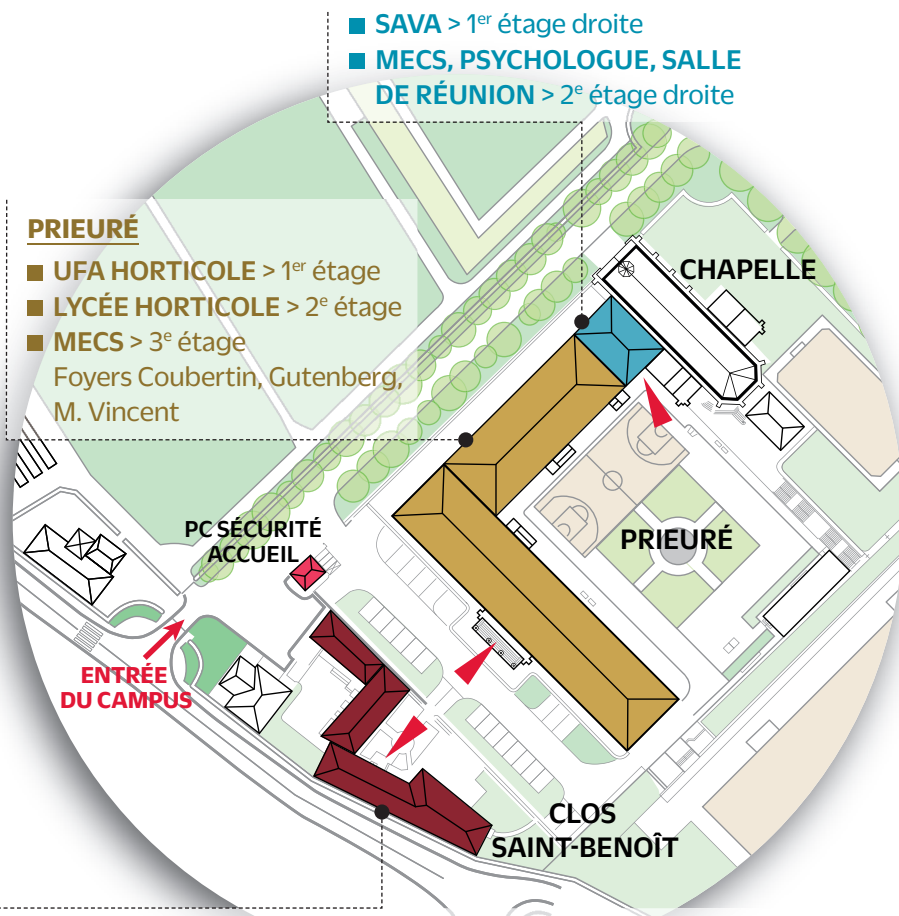 ■ SAVA > 1er étage droite
■ MECS, PSYCHOLOGUE, SALLE
DE RÉUNION > 2e étage droite
PRIEURÉ
■ UFA HORTICOLE > 1er étage
■ LYCÉE HORTICOLE > 2e étage
■ MECS > 3e étage
Foyers Coubertin, Gutenberg,
M. Vincent
CHAPELLE
PC SÉCURITÉ
ACCUEIL
PRIEURÉ
ENTRÉE
DU CAMPUS
CLOS
SAINT-BENOÎT